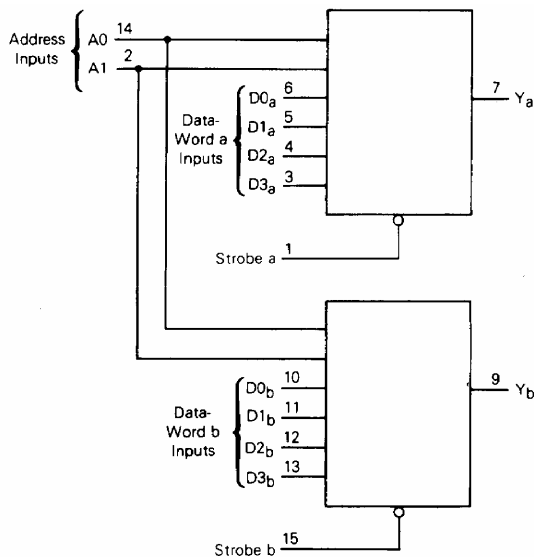 Address
Inputs
A0 14
A1 2
Data-
Word a
Inputs
D0a 6
D1a 5
D2a 4
D3a 3
7 Ya
Strobe a 1
Data-
Word b
Inputs
D0b 10
D1b 11
D2b 12
D3b 13
9 Yb
Strobe b 15